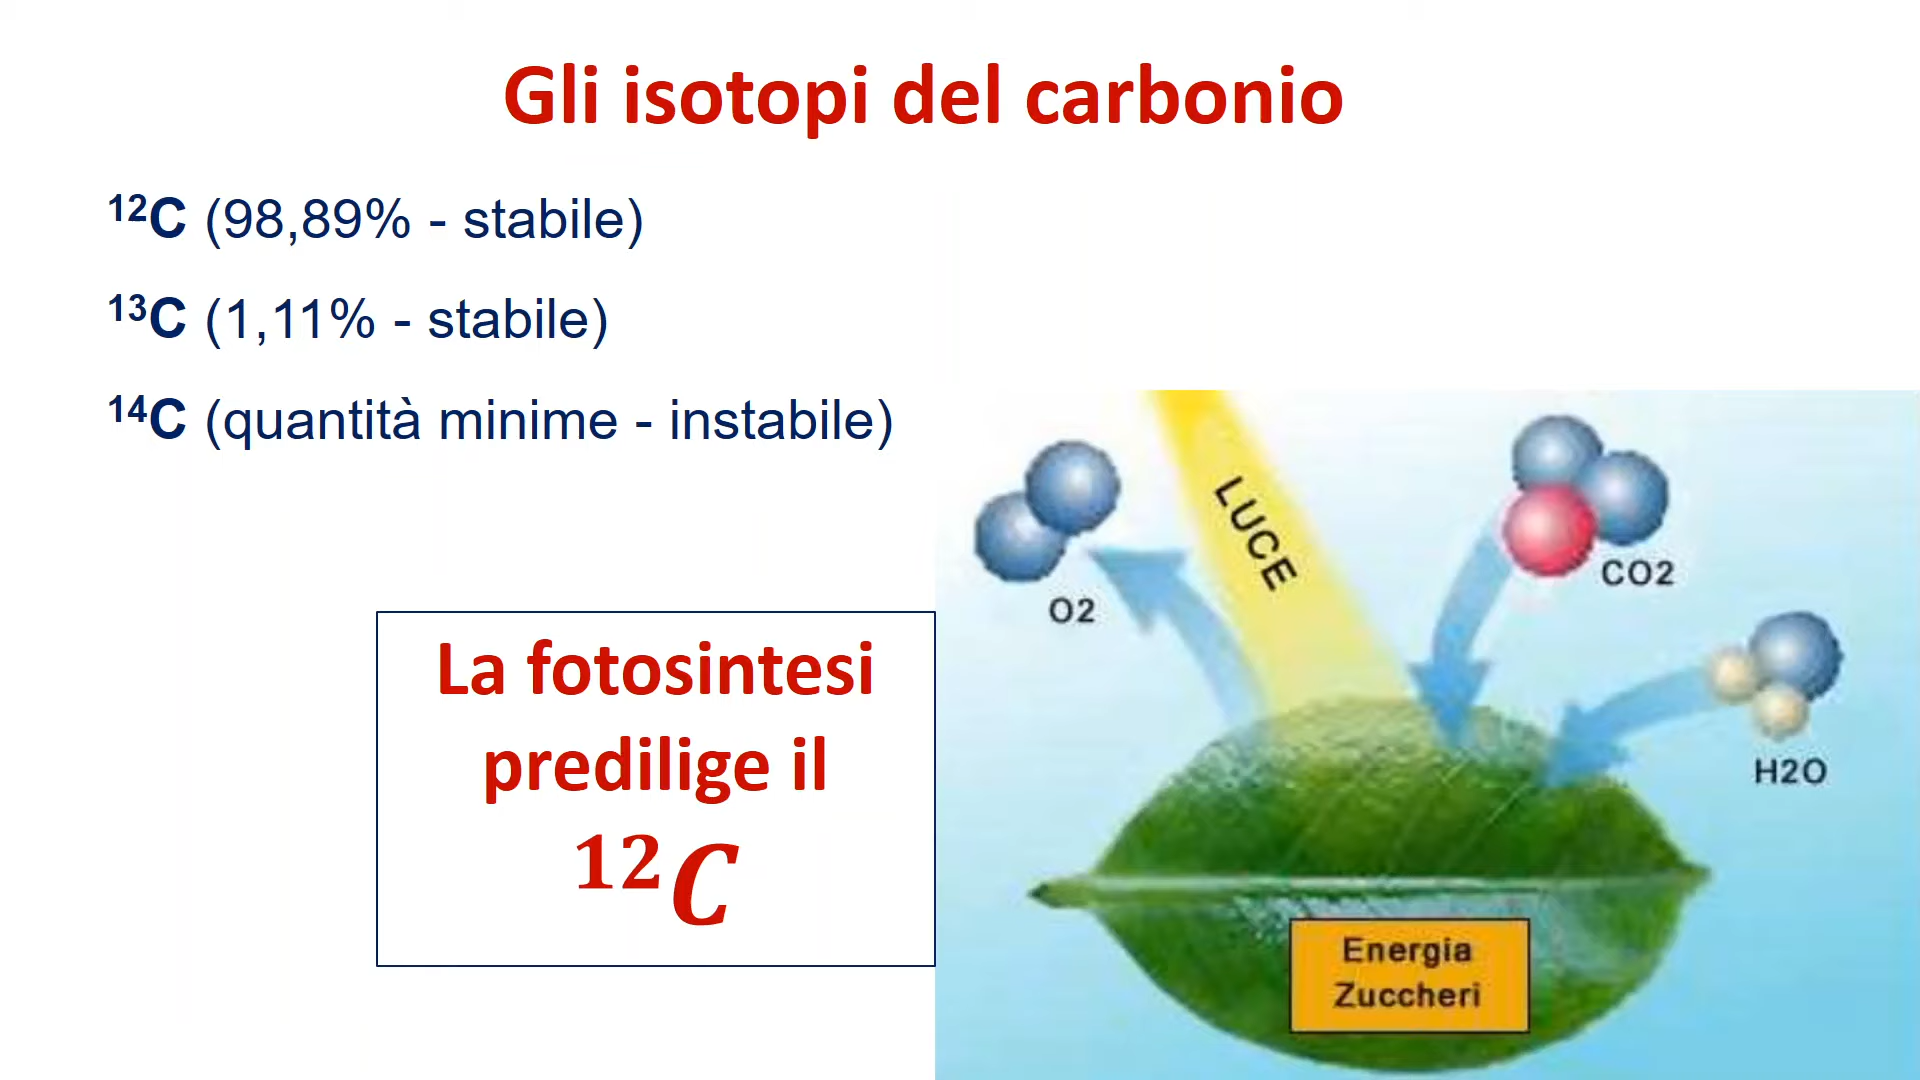 Gli isotopi del carbonio
¹²C (98,89% - stabile)
¹³C (1,11% - stabile)
¹⁴C (quantità minime - instabile)
LUCE
O2
CO2
H2O
La fotosintesi
predilige il
¹²C
Energia
Zuccheri